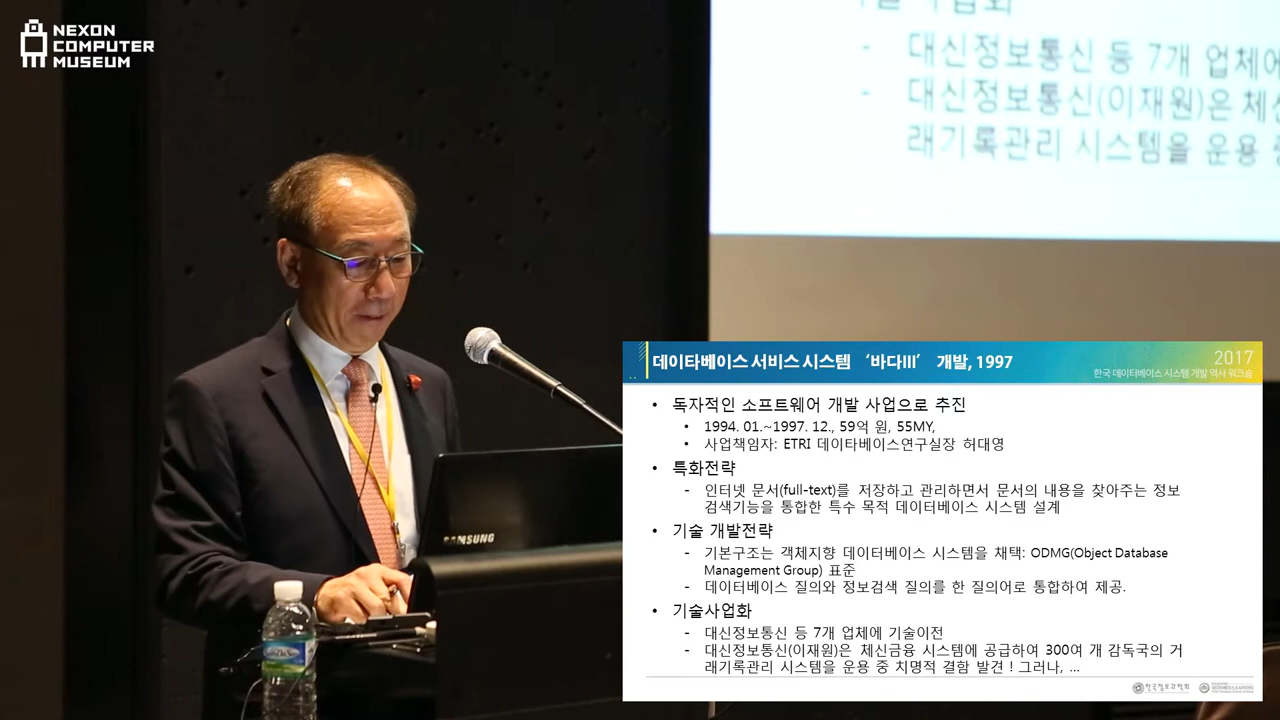 NEXON
COMPUTER
MUSEUM
- 대신정보통신 등 7개 업체에
- 대신정보통신(이재원)은 체신
래기록관리 시스템을 운용
SAMSUNG
데이타베이스 서비스 시스템 ‘바다III’ 개발, 1997
2017
한국 데이터베이스 시스템 개발 역사 워크숍
• 독자적인 소프트웨어 개발 사업으로 추진
• 1994. 01.~1997. 12., 59억 원, 55MY,
• 사업책임자: ETRI 데이타베이스연구실장 허대영
• 특화전략
- 인터넷 문서(full-text)를 저장하고 관리하면서 문서의 내용을 찾아주는 정보
검색기능을 통합한 특수 목적 데이터베이스 시스템 설계
• 기술 개발전략
- 기본구조는 객체지향 데이터베이스 시스템을 채택: ODMG(Object Database
Management Group) 표준
- 데이터베이스 질의와 정보검색 질의를 한 질의어로 통합하여 제공.
• 기술사업화
- 대신정보통신 등 7개 업체에 기술이전
- 대신정보통신(이재원)은 체신금융 시스템에 공급하여 300여 개 감독국의 거
래기록관리 시스템을 운용 중 치명적 결함 발견 ! 그러나, ...
한국정보과학회